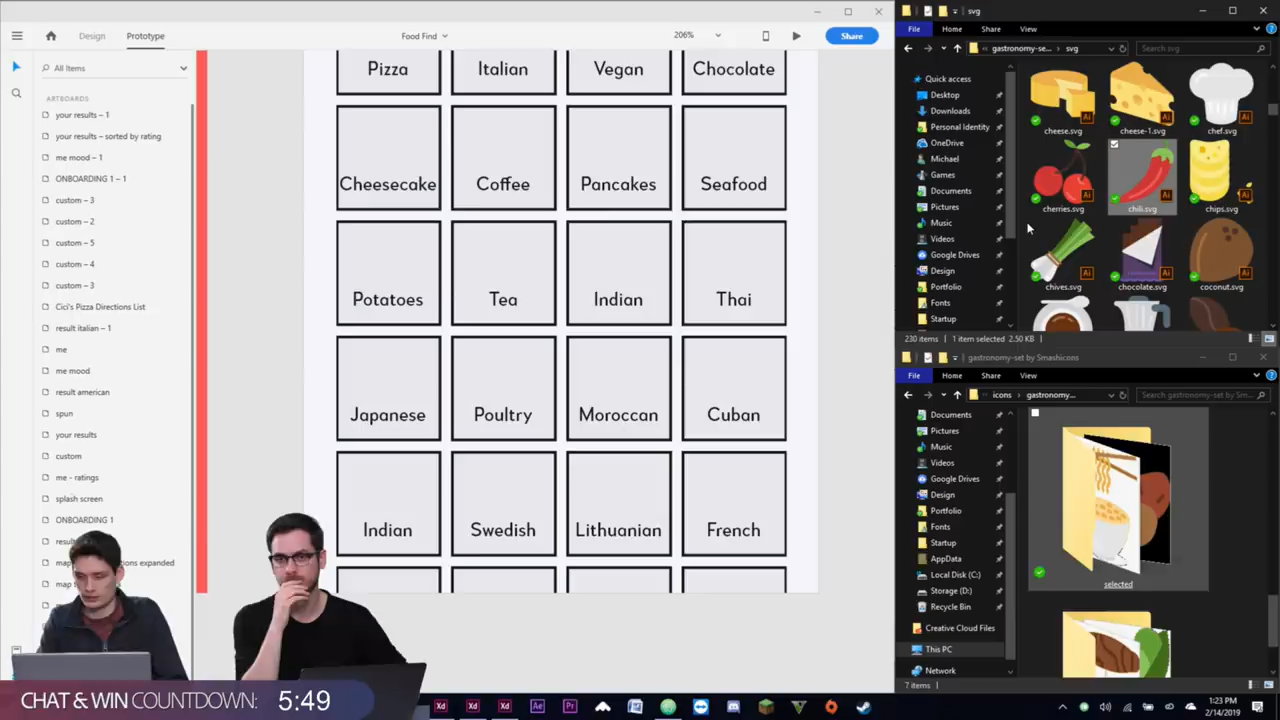 Design
Prototype
Food Find
206%
Share
All Items
ARTBOARDS
your results – 1
your results – sorted by rating
me mood – 1
ONBOARDING 1 – 1
custom – 3
custom – 2
custom – 5
custom – 4
custom – 3
Cici's Pizza Directions List
result italian – 1
me
me mood
result american
spun
your results
custom
me - ratings
splash screen
ONBOARDING 1
Pizza
Italian
Vegan
Chocolate
Cheesecake
Coffee
Pancakes
Seafood
Potatoes
Tea
Indian
Thai
Japanese
Poultry
Moroccan
Cuban
Indian
Swedish
Lithuanian
French
svg
File
Home
Share
View
gastronomy-se...
svg
Search svg
Quick access
Desktop
Downloads
Personal Identity
OneDrive
Michael
Games
Documents
Pictures
Music
Videos
Google Drives
Design
Portfolio
Fonts
Startup
cheese.svg
cheese-1.svg
chef.svg
cherries.svg
chili.svg
chips.svg
chives.svg
chocolate.svg
coconut.svg
230 items
1 item selected 2.50 KB
gastronomy-set by Smashicons
File
Home
Share
View
icons
gastronomy...
Search gastronomy-set by Sm...
Documents
Pictures
Music
Videos
Google Drives
Design
Portfolio
Fonts
Startup
AppData
Local Disk (C:)
Storage (D:)
Recycle Bin
Creative Cloud Files
This PC
Network
selected
7 items
CHAT & WIN COUNTDOWN: 5:49
1:23 PM
2/14/2019